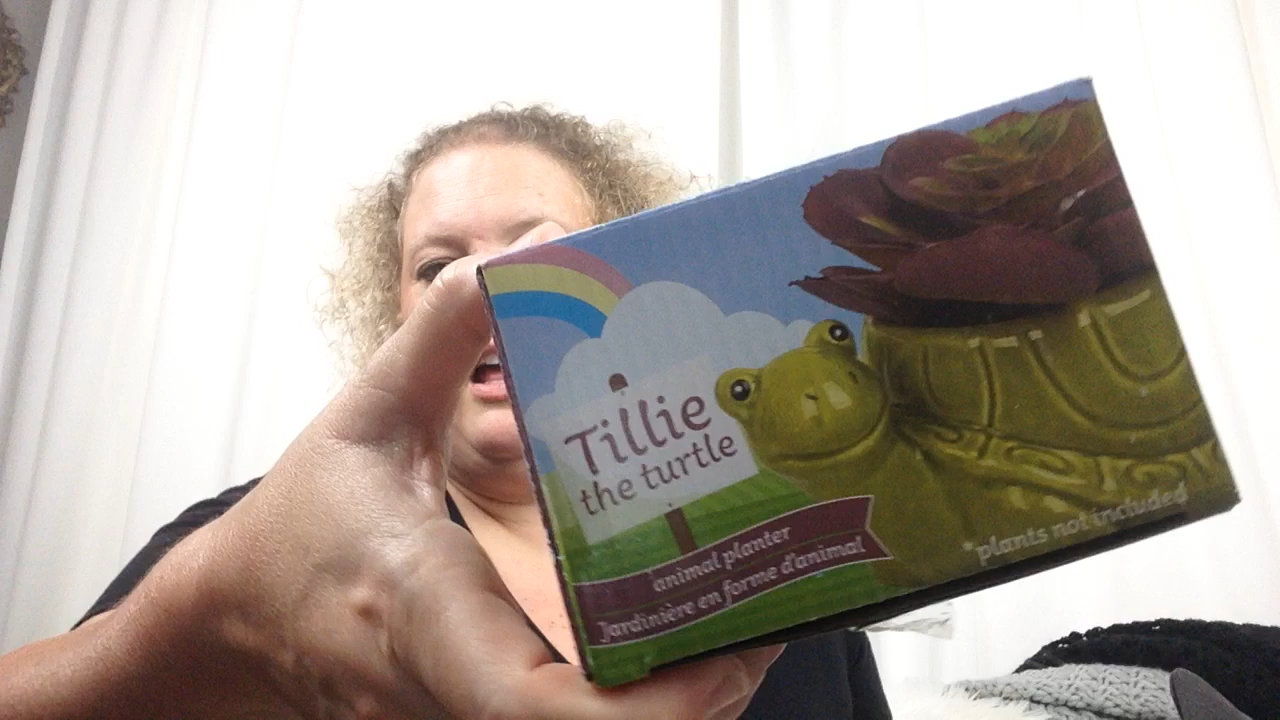 Tillie
the turtle
animal planter
Jardinière en forme d'animal
*plants not included